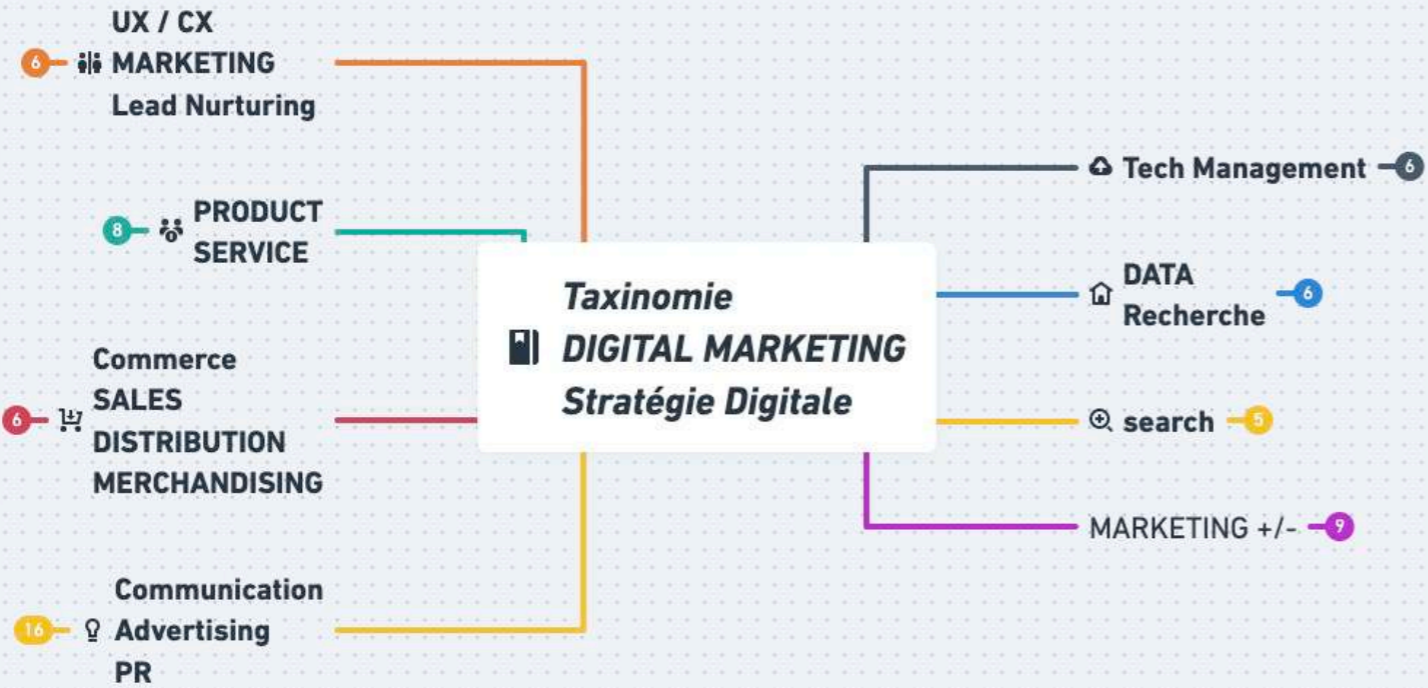 UX / CX
6
MARKETING
Lead Nurturing
8
PRODUCT
SERVICE
Commerce
6
SALES
DISTRIBUTION
MERCHANDISING
16
Communication
Advertising
PR
Taxinomie
DIGITAL MARKETING
Stratégie Digitale
Tech Management
6
DATA
Recherche
6
search
5
MARKETING +/-
9